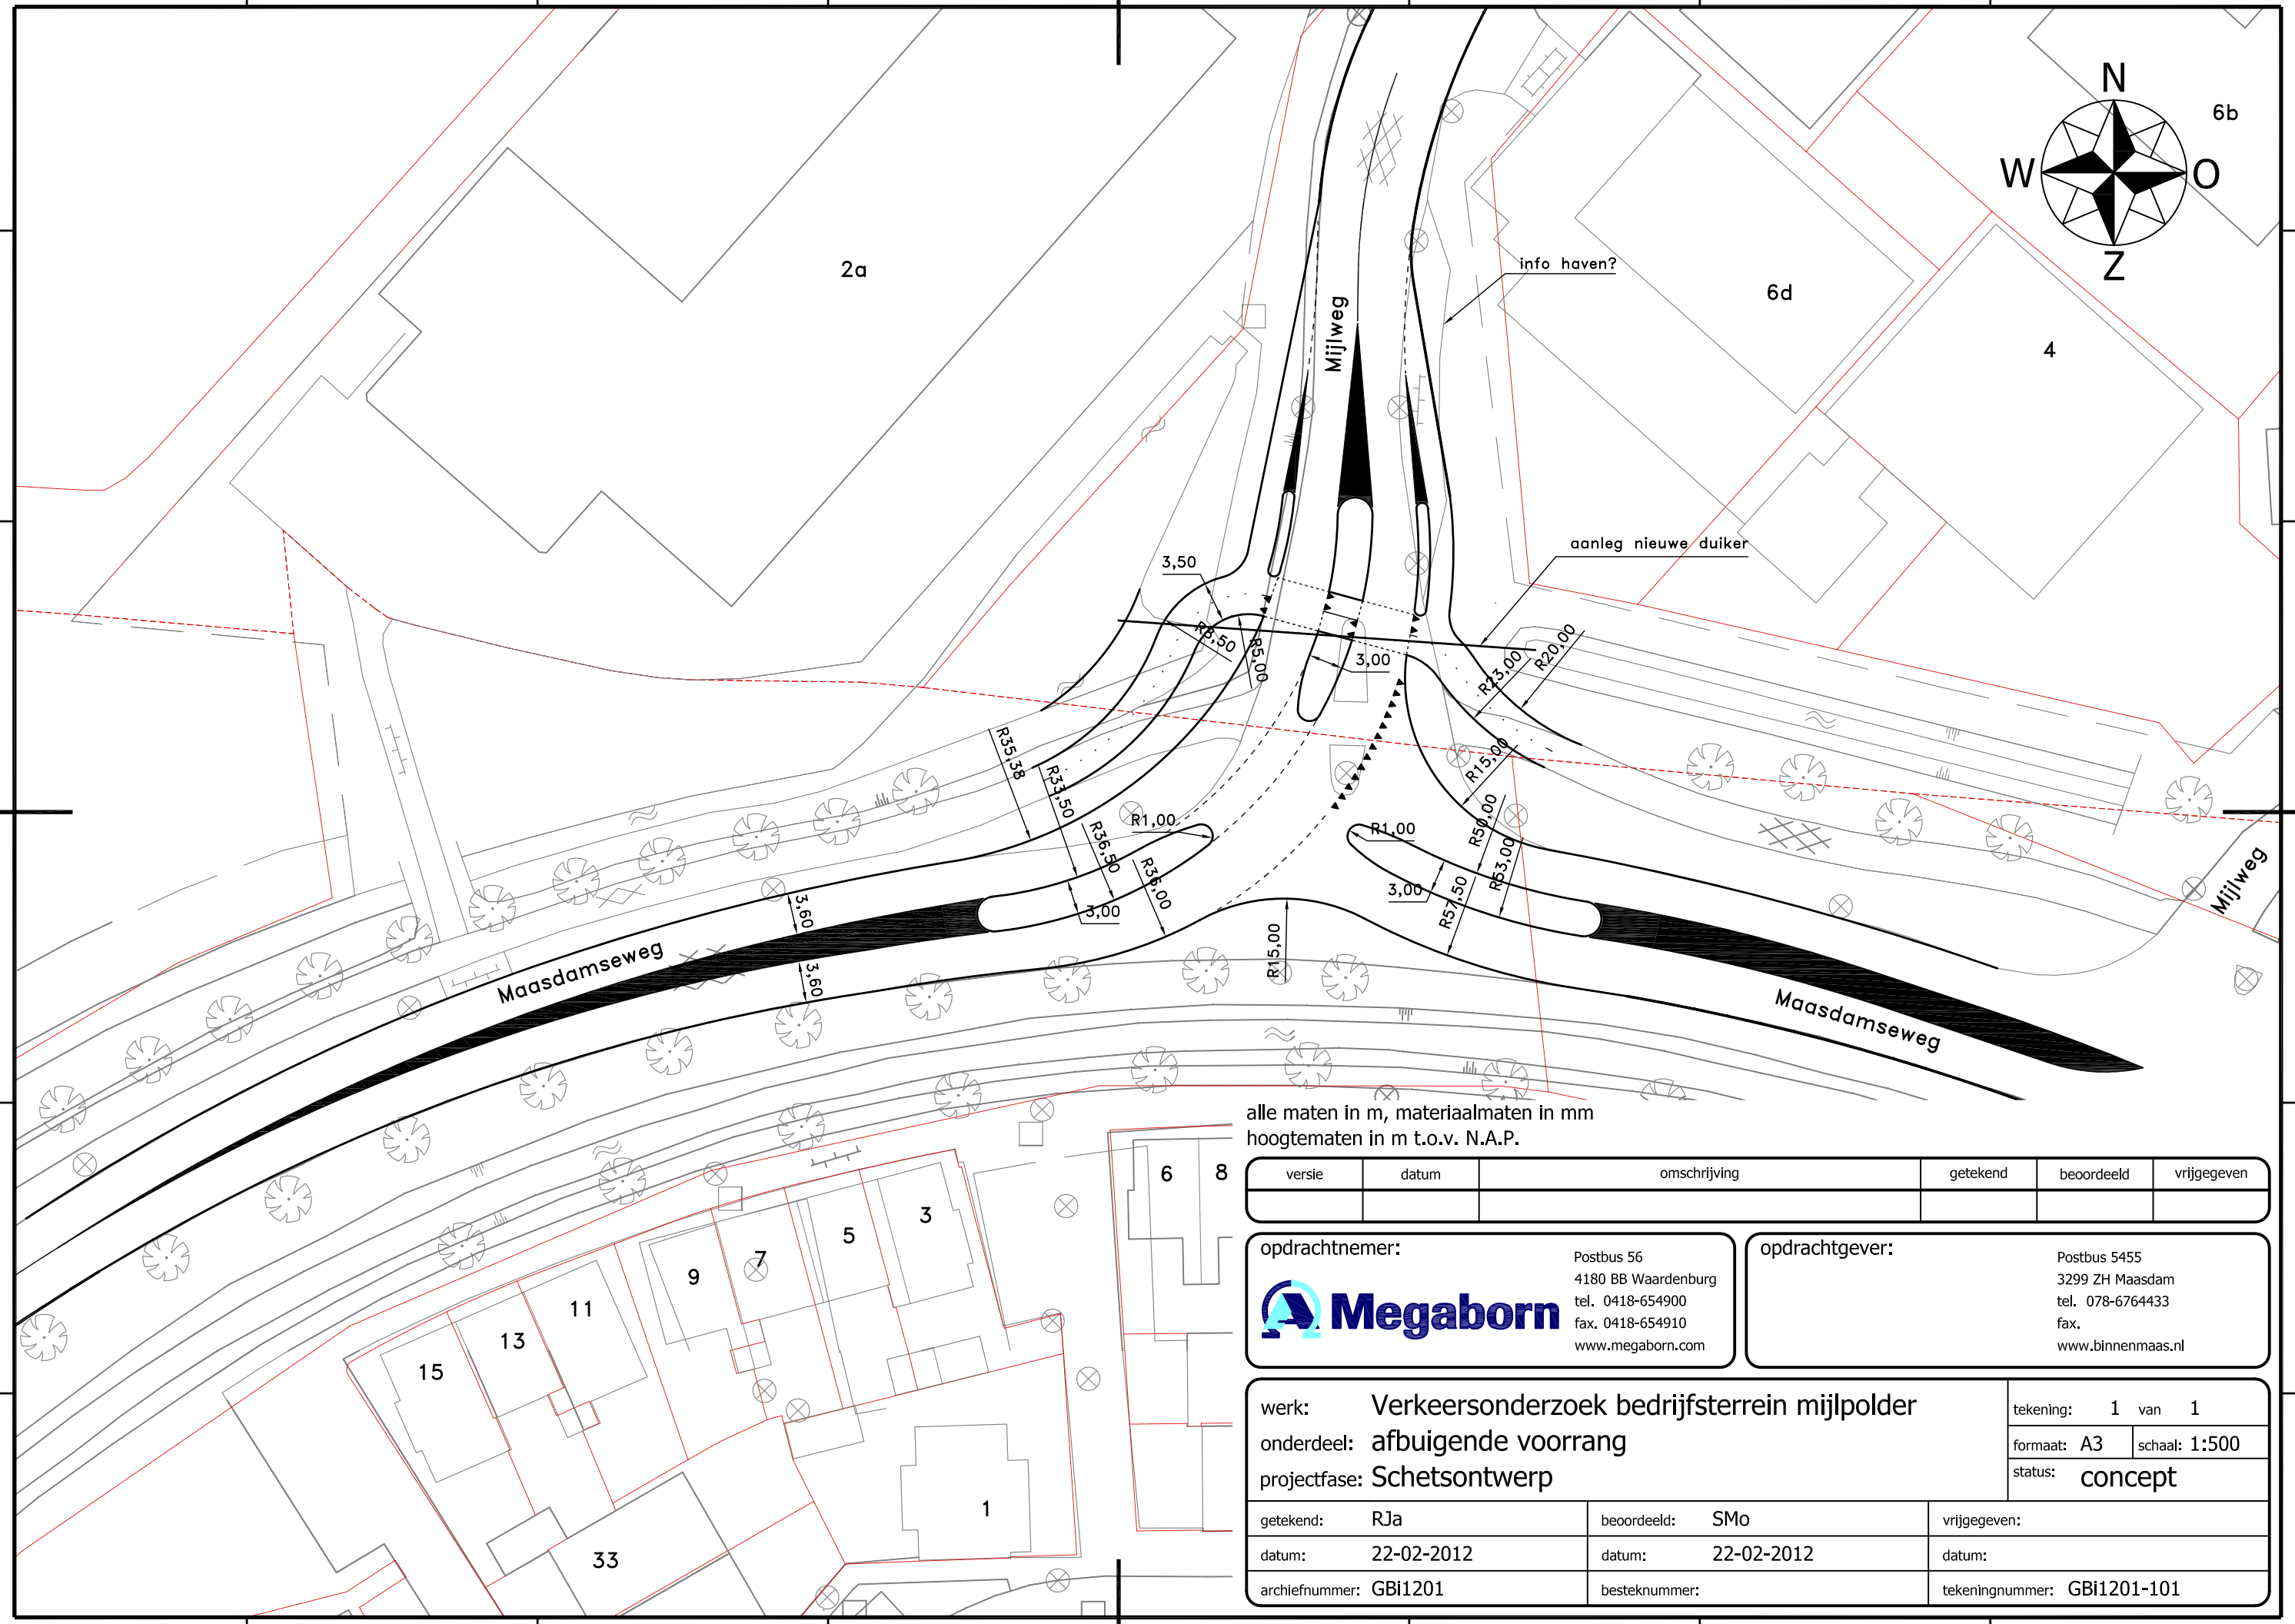 N
6b
W
O
Z
2a
info haven?
6d
Mijlweg
4
aanleg nieuwe duiker
3,50
R8,50
R5,00
3,00
R23,00
R20,00
R35,38
R33,50
R36,50
R1,00
R36,00
R15,00
R1,00
R50,00
R53,00
3,00
R57,50
3,60
3,00
Mijlweg
Maasdamseweg
3,60
R15,00
Maasdamseweg
6
8
3
5
7
9
11
13
15
1
33
alle maten in m, materiaalmaten in mm
hoogtematen in m t.o.v. N.A.P.
versie datum omschrijving getekend beoordeeld vrijgegeven
opdrachtnemer:
Megaborn
Postbus 56
4180 BB Waardenburg
tel. 0418-654900
fax. 0418-654910
www.megaborn.com
opdrachtgever:
Postbus 5455
3299 ZH Maasdam
tel. 078-6764433
fax.
www.binnenmaas.nl
werk: Verkeersonderzoek bedrijfsterrein mijlpolder
onderdeel: afbuigende voorrang
projectfase: Schetsontwerp
tekening: 1 van 1
formaat: A3 schaal: 1:500
status: concept
getekend: RJa beoordeeld: SMo vrijgegeven:
datum: 22-02-2012 datum: 22-02-2012 datum:
archiefnummer: GBi1201 besteknummer: tekeningnummer: GBi1201-101